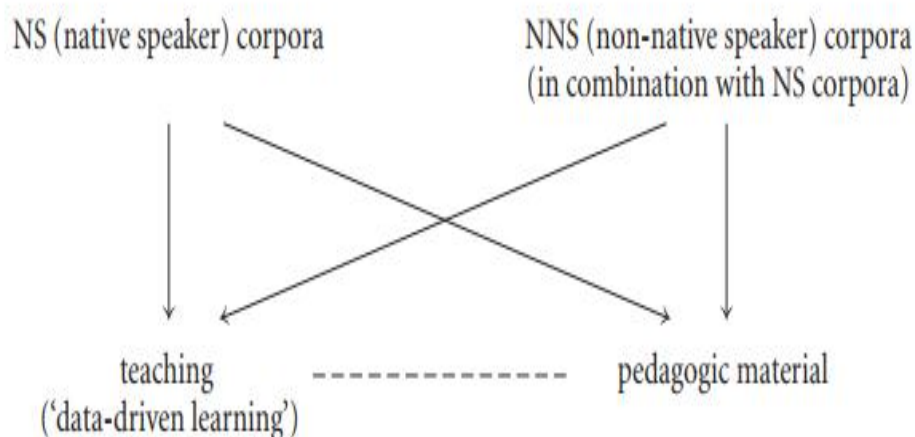 NS (native speaker) corpora
NNS (non-native speaker) corpora
(in combination with NS corpora)
teaching
(‘data-driven learning’)
pedagogic material